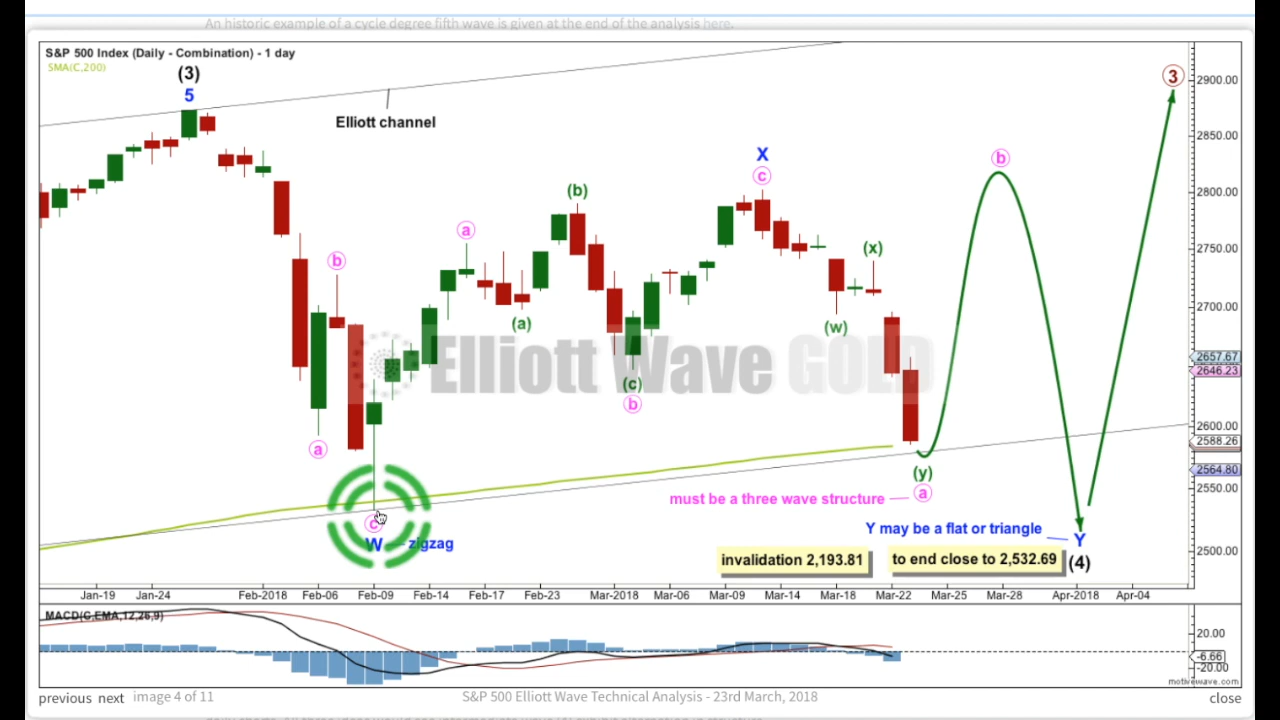 An historic example of a cycle degree fifth wave is given at the end of the analysis here.
S&P 500 Index (Daily - Combination) - 1 day
SMA(C,200)
(3)
5
Elliott channel
2900.00
3
2850.00
X
c
b
2800.00
(b)
a
b
(x)
2750.00
2700.00
(a)
(w)
Elliott Wave GOLD
2657.67
2646.23
(c)
b
2600.00
2588.26
a
(y)
2564.80
must be a three wave structure
a
2550.00
c
Y may be a flat or triangle
Y
W
zigzag
2500.00
invalidation 2,193.81
to end close to 2,532.69
(4)
Jan-19 Jan-24 Feb-2018 Feb-06 Feb-09 Feb-14 Feb-17 Feb-23 Mar-2018 Mar-06 Mar-09 Mar-13 Mar-14 Mar-18 Mar-22 Mar-25 Mar-28 Apr-2018 Apr-04
MACD(C,EMA,12,26,9)
20.00
-6.66
-20.00
motivewave.com
previous next image 4 of 11
S&P 500 Elliott Wave Technical Analysis - 23rd March, 2018
close